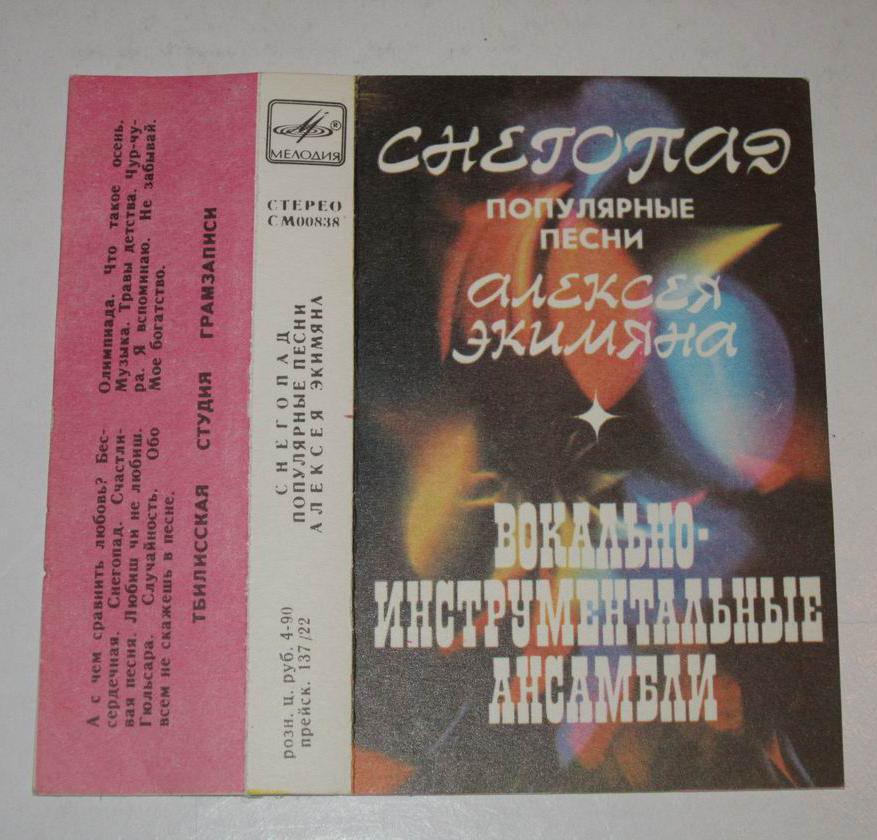 А с чем сравнить любовь? Бес-
сердечная. Снегопад. Счастли-
вая песня. Любиш чи не любиш.
Гюльсара. Случайность. Обо
всем не скажешь в песне.
Олимпиада. Что такое осень.
Музыка. Травы детства. Чур-чу-
ра. Я вспоминаю. Не забывай.
Мое богатство.
ТБИЛИССКАЯ СТУДИЯ ГРАМЗАПИСИ
МЕЛОДИЯ
СТЕРЕО
СМ00838
СНЕГОПАД
ПОПУЛЯРНЫЕ ПЕСНИ
АЛЕКСЕЯ ЭКИМЯНА
розн. ц. руб. 4-90
прейск. 137/22
СНЕГОПАД
ПОПУЛЯРНЫЕ
ПЕСНИ
АЛЕКСЕЯ
ЭКИМЯНА
ВОКАЛЬНО-
ИНСТРУМЕНТАЛЬНЫЕ
АНСАМБЛИ